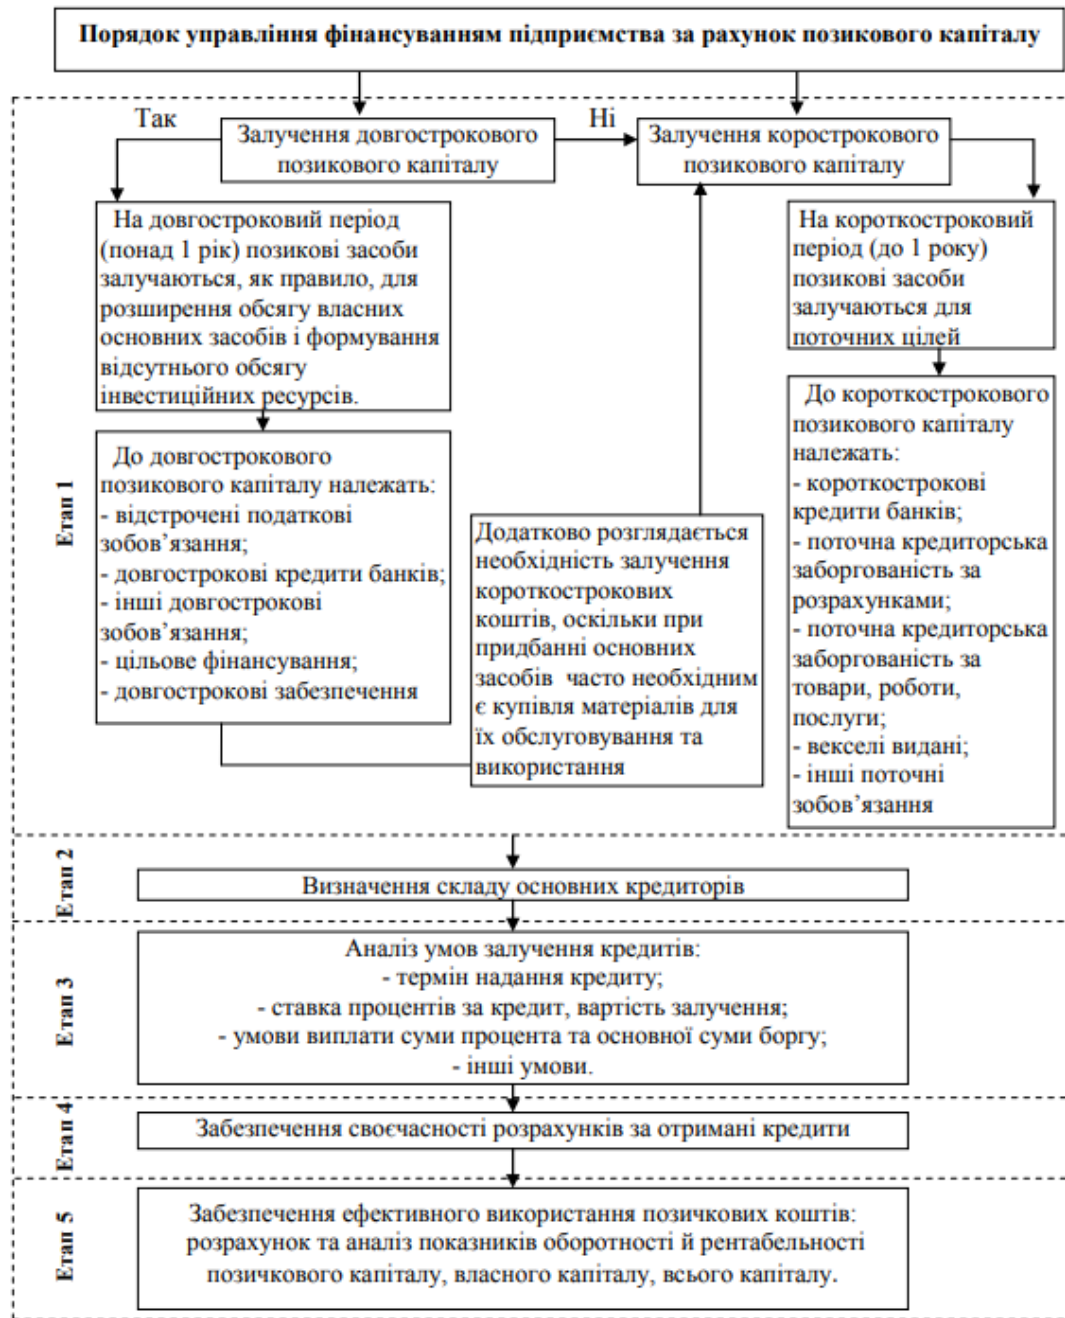 Порядок управління фінансуванням підприємства за рахунок позикового капіталу
Так
Залучення довгострокового
позикового капіталу
Ні
Залучення корострокового
позикового капіталу
Етап 1
На довгостроковий період
(понад 1 рік) позикові засоби
залучаються, як правило, для
розширення обсягу власних
основних засобів і формування
відсутнього обсягу
інвестиційних ресурсів.
На короткостроковий
період (до 1 року)
позикові засоби
залучаються для
поточних цілей
До довгострокового
позикового капіталу належать:
- відстрочені податкові
зобов’язання;
- довгострокові кредити банків;
- інші довгострокові
зобов’язання;
- цільове фінансування;
- довгострокові забезпечення
Додатково розглядається
необхідність залучення
короткострокових
коштів, оскільки при
придбанні основних
засобів часто необхідним
є купівля матеріалів для
їх обслуговування та
використання
До короткострокового
позикового капіталу
належать:
- короткострокові
кредити банків;
- поточна кредиторська
заборгованість за
розрахунками;
- поточна кредиторська
заборгованість за
товари, роботи,
послуги;
- векселі видані;
- інші поточні
зобов’язання
Етап 2
Визначення складу основних кредиторів
Етап 3
Аналіз умов залучення кредитів:
- термін надання кредиту;
- ставка процентів за кредит, вартість залучення;
- умови виплати суми процента та основної суми боргу;
- інші умови.
Етап 4
Забезпечення своєчасності розрахунків за отримані кредити
Етап 5
Забезпечення ефективного використання позичкових коштів:
розрахунок та аналіз показників оборотності й рентабельності
позичкового капіталу, власного капіталу, всього капіталу.